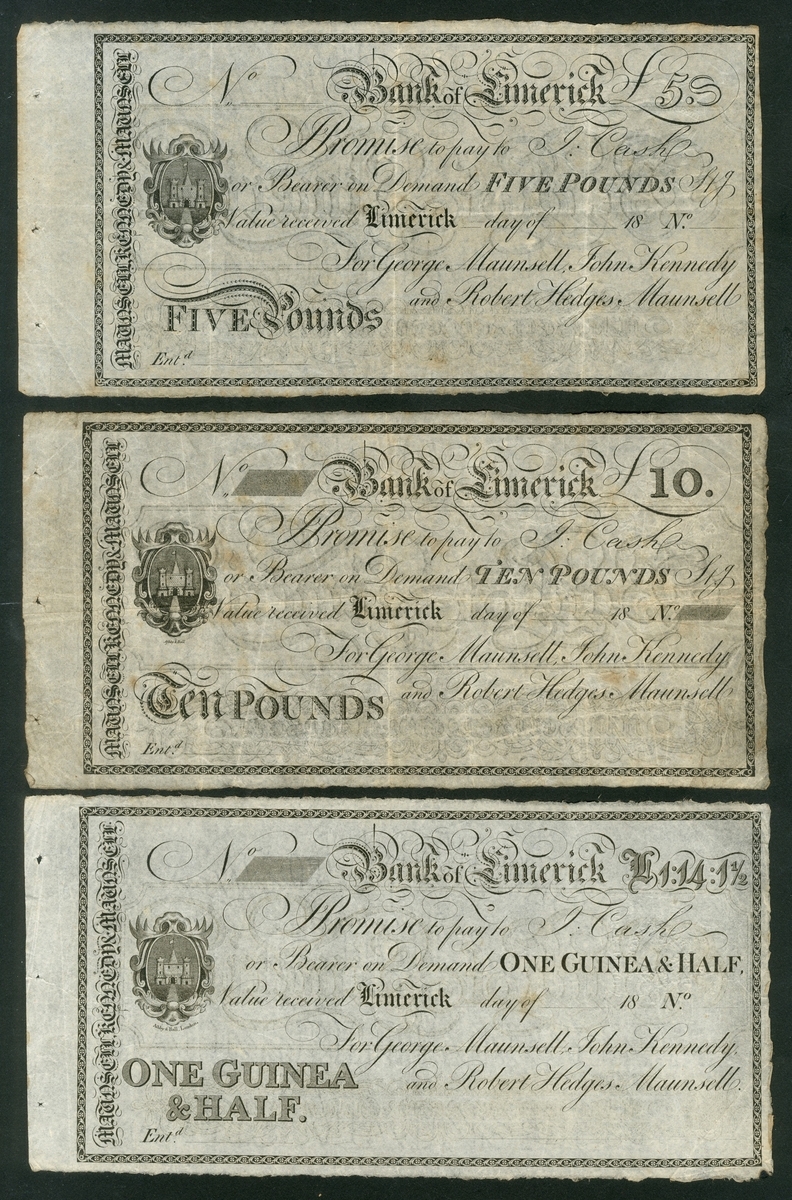 MAUNSELL, KENNEDY & MAUNSELL
No. Bank of Limerick £5.
I Promise to pay to I: Cash
or Bearer on Demand FIVE POUNDS Stg
Value received Limerick day of 18 No.
For George Maunsell, John Kennedy
and Robert Hedges Maunsell
FIVE Pounds
Entd.
MAUNSELL, KENNEDY & MAUNSELL
No. Bank of Limerick £10.
I Promise to pay to I: Cash
or Bearer on Demand TEN POUNDS Stg
Value received Limerick day of 18 No.
For George Maunsell, John Kennedy
and Robert Hedges Maunsell
Ten POUNDS
Entd.
MAUNSELL, KENNEDY & MAUNSELL
No. Bank of Limerick £1:14:1½
I Promise to pay to I: Cash
or Bearer on Demand ONE GUINEA & HALF,
Value received Limerick day of 18 No.
For George Maunsell, John Kennedy,
and Robert Hedges Maunsell.
ONE GUINEA
& HALF.
Entd